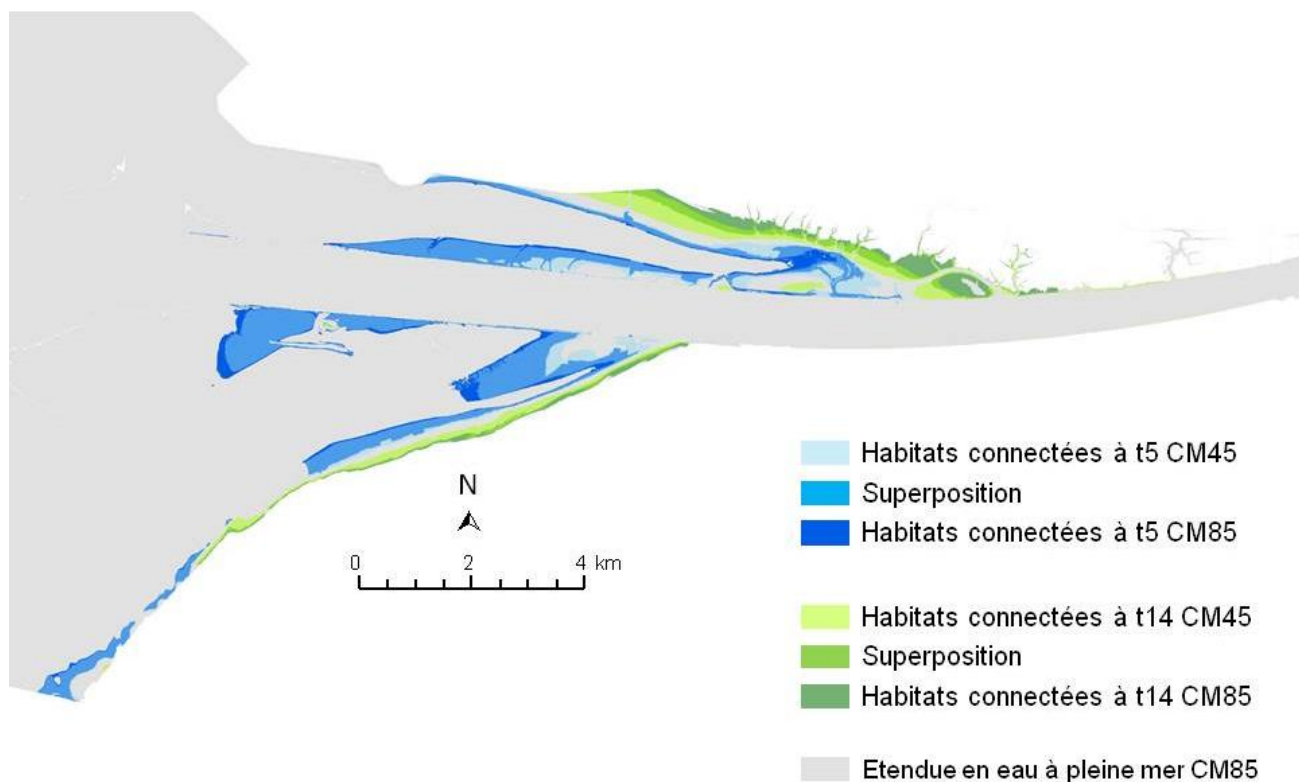 Habitats connectées à t5 CM45
Superposition
Habitats connectées à t5 CM85
N
0 2 4 km
Habitats connectées à t14 CM45
Superposition
Habitats connectées à t14 CM85
Etendue en eau à pleine mer CM85